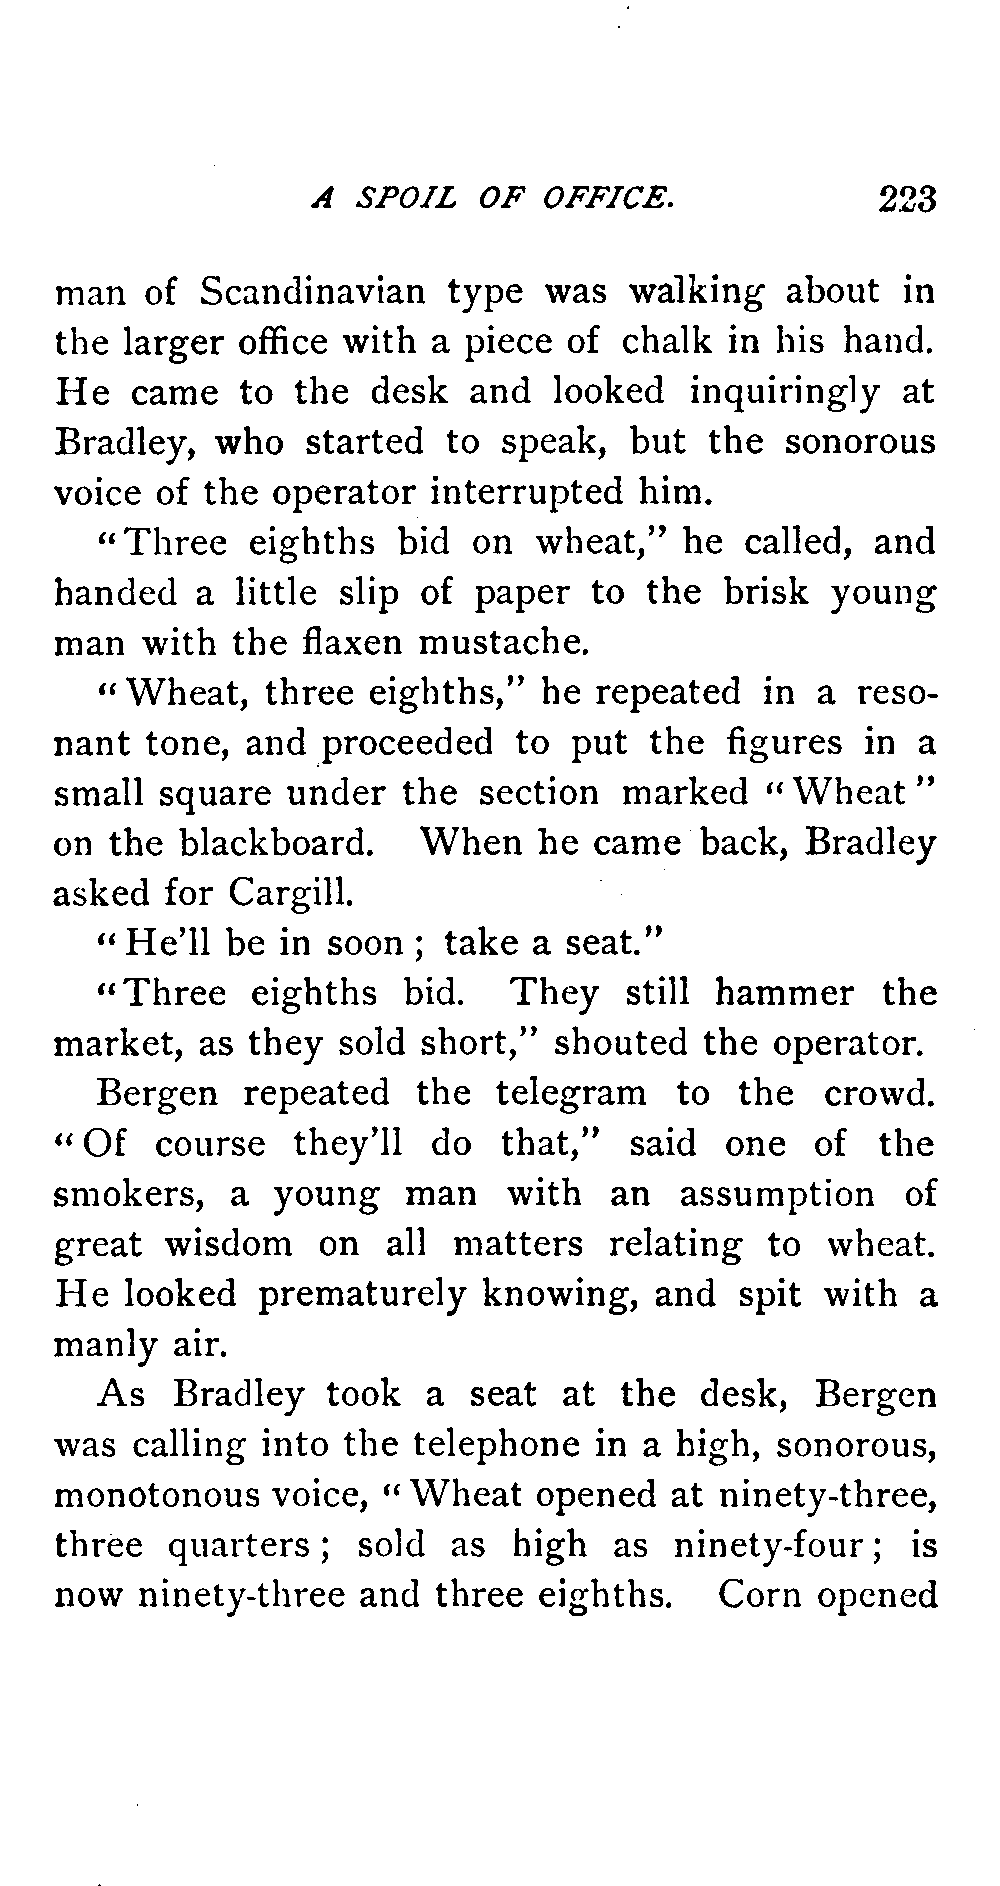 A SPOIL OF OFFICE. 223
man of Scandinavian type was walking about in
the larger office with a piece of chalk in his hand.
He came to the desk and looked inquiringly at
Bradley, who started to speak, but the sonorous
voice of the operator interrupted him.
"Three eighths bid on wheat," he called, and
handed a little slip of paper to the brisk young
man with the flaxen mustache.
"Wheat, three eighths," he repeated in a reso-
nant tone, and proceeded to put the figures in a
small square under the section marked "Wheat"
on the blackboard. When he came back, Bradley
asked for Cargill.
"He'll be in soon; take a seat."
"Three eighths bid. They still hammer the
market, as they sold short," shouted the operator.
Bergen repeated the telegram to the crowd.
"Of course they'll do that," said one of the
smokers, a young man with an assumption of
great wisdom on all matters relating to wheat.
He looked prematurely knowing, and spit with a
manly air.
As Bradley took a seat at the desk, Bergen
was calling into the telephone in a high, sonorous,
monotonous voice, "Wheat opened at ninety-three,
three quarters; sold as high as ninety-four; is
now ninety-three and three eighths. Corn opened